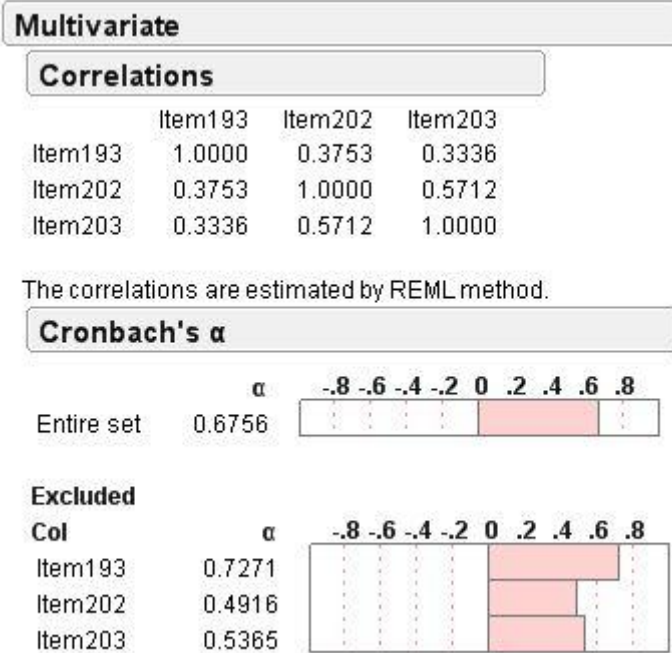 Multivariate
Correlations
Item193 Item202 Item203
Item193 1.0000 0.3753 0.3336
Item202 0.3753 1.0000 0.5712
Item203 0.3336 0.5712 1.0000
The correlations are estimated by REML method.
Cronbach's α
α -.8 -.6 -.4 -.2 0 .2 .4 .6 .8
Entire set 0.6756
Excluded
Col α -.8 -.6 -.4 -.2 0 .2 .4 .6 .8
Item193 0.7271
Item202 0.4916
Item203 0.5365